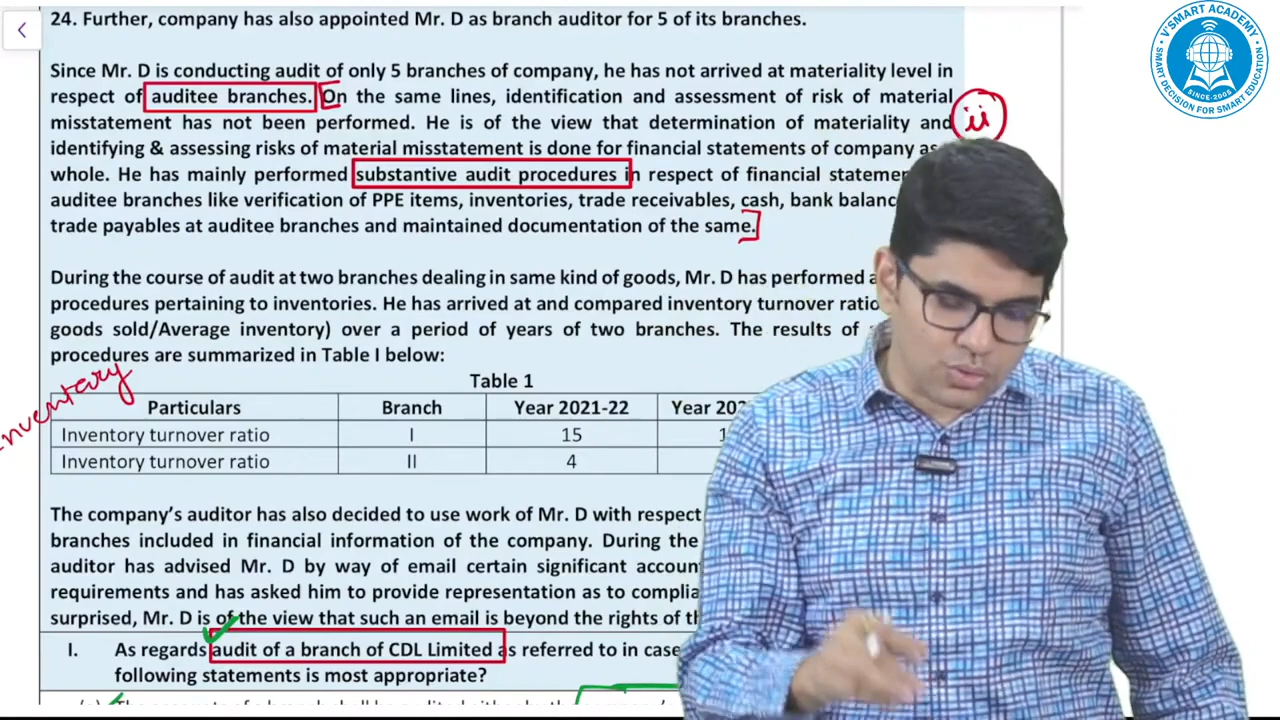 24. Further, company has also appointed Mr. D as branch auditor for 5 of its branches.
Since Mr. D is conducting audit of only 5 branches of company, he has not arrived at materiality level in
respect of auditee branches. On the same lines, identification and assessment of risk of material
misstatement has not been performed. He is of the view that determination of materiality and
ii
identifying & assessing risks of material misstatement is done for financial statements of company as
whole. He has mainly performed substantive audit procedures in respect of financial
auditee branches like verification of PPE items, inventories, trade receivables, cash, bank
trade payables at auditee branches and maintained documentation of the same.
During the course of audit at two branches dealing in same kind of goods, Mr. D has performed
procedures pertaining to inventories. He has arrived at and compared inventory turnover
goods sold/Average inventory) over a period of years of two branches. The results of
procedures are summarized in Table I below:
Inventory
Table 1
Particulars Branch Year 2021-22 Year
Inventory turnover ratio I 15
Inventory turnover ratio II 4
The company's auditor has also decided to use work of Mr. D with respect
branches included in financial information of the company. During the
auditor has advised Mr. D by way of email certain significant
requirements and has asked him to provide representation as to
surprised, Mr. D is of the view that such an email is beyond the rights of
I. As regards audit of a branch of CDL Limited as referred to in case
following statements is most appropriate?
V'SMART ACADEMY
SINCE-2005
SMART DECISION FOR SMART EDUCATION